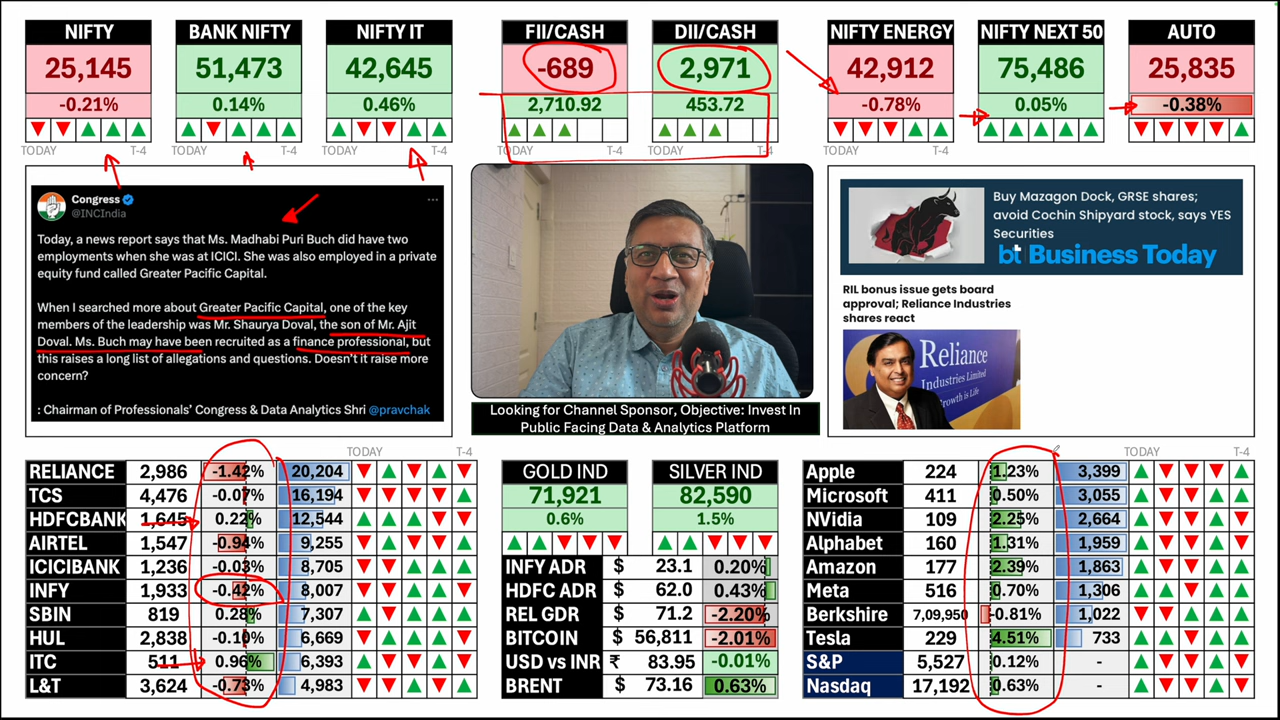 NIFTY
25,145
-0.21%
TODAY
BANK NIFTY
51,473
0.14%
T-4
NIFTY IT
42,645
0.46%
TODAY T-4
FII/CASH
-689
2,710.92
TODAY T-4
DII/CASH
2,971
453.72
TODAY T-4
NIFTY ENERGY
42,912
-0.78%
TODAY T-4
NIFTY NEXT 50
75,486
0.05%
AUTO
25,835
-0.38%
TODAY T-4
Congress
@INCIndia
Today, a news report says that Ms. Madhabi Puri Buch did have two
employments when she was at ICICI. She was also employed in a private
equity fund called Greater Pacific Capital.
When I searched more about Greater Pacific Capital, one of the key
members of the leadership was Mr. Shaurya Doval, the son of Mr. Ajit
Doval. Ms. Buch may have been recruited as a finance professional, but
this raises a long list of allegations and questions. Doesn't it raise more
concern?
: Chairman of Professionals' Congress & Data Analytics Shri @pravchak
Looking for Channel Sponsor, Objective: Invest In
Public Facing Data & Analytics Platform
Buy Mazagon Dock, GRSE shares;
avoid Cochin Shipyard stock, says YES
Securities
bt Business Today
RIL bonus issue gets board
approval; Reliance Industries
shares react
Reliance
Industries Limited
Growth is Life
TODAY T-4
RELIANCE 2,986 -1.42% 20,204
TCS 4,476 -0.07% 16,194
HDFCBANK 1,645 0.22% 12,544
AIRTEL 1,547 -0.94% 9,255
ICICIBANK 1,236 -0.03% 8,705
INFY 1,933 -0.42% 8,007
SBIN 819 0.28% 7,307
HUL 2,838 -0.10% 6,669
ITC 511 0.96% 6,393
L&T 3,624 -0.73% 4,983
GOLD IND
71,921
0.6%
SILVER IND
82,590
1.5%
INFY ADR $ 23.1 0.20%
HDFC ADR $ 62.0 0.43%
REL GDR $ 71.2 -2.20%
BITCOIN $ 56,811 -2.01%
USD vs INR ₹ 83.95 -0.01%
BRENT $ 73.16 0.63%
TODAY T-4
Apple 224 1.23% 3,399
Microsoft 411 0.50% 3,055
NVidia 109 2.25% 2,664
Alphabet 160 1.31% 1,959
Amazon 177 2.39% 1,863
Meta 516 0.70% 1,306
Berkshire 7,09,950 -0.81% 1,022
Tesla 229 4.51% 733
S&P 5,527 0.12% -
Nasdaq 17,192 0.63% -